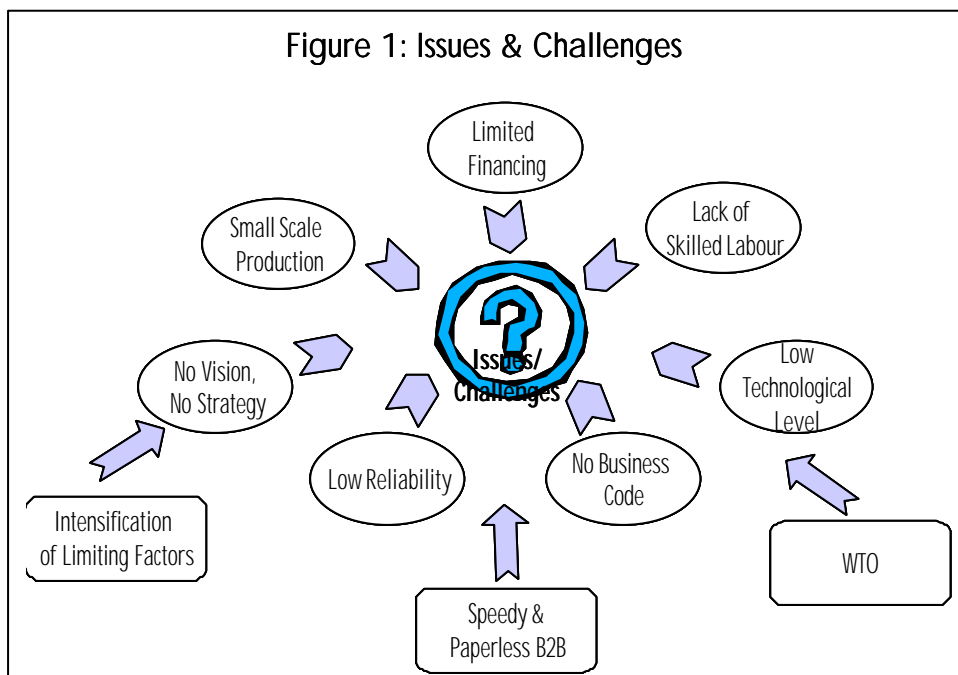 Figure 1: Issues & Challenges
Limited
Financing
Small Scale
Production
Lack of
Skilled Labour
?
Issues/
Challenges
No Vision,
No Strategy
Low
Technological
Level
Low Reliability
No Business
Code
Intensification
of Limiting Factors
WTO
Speedy &
Paperless B2B